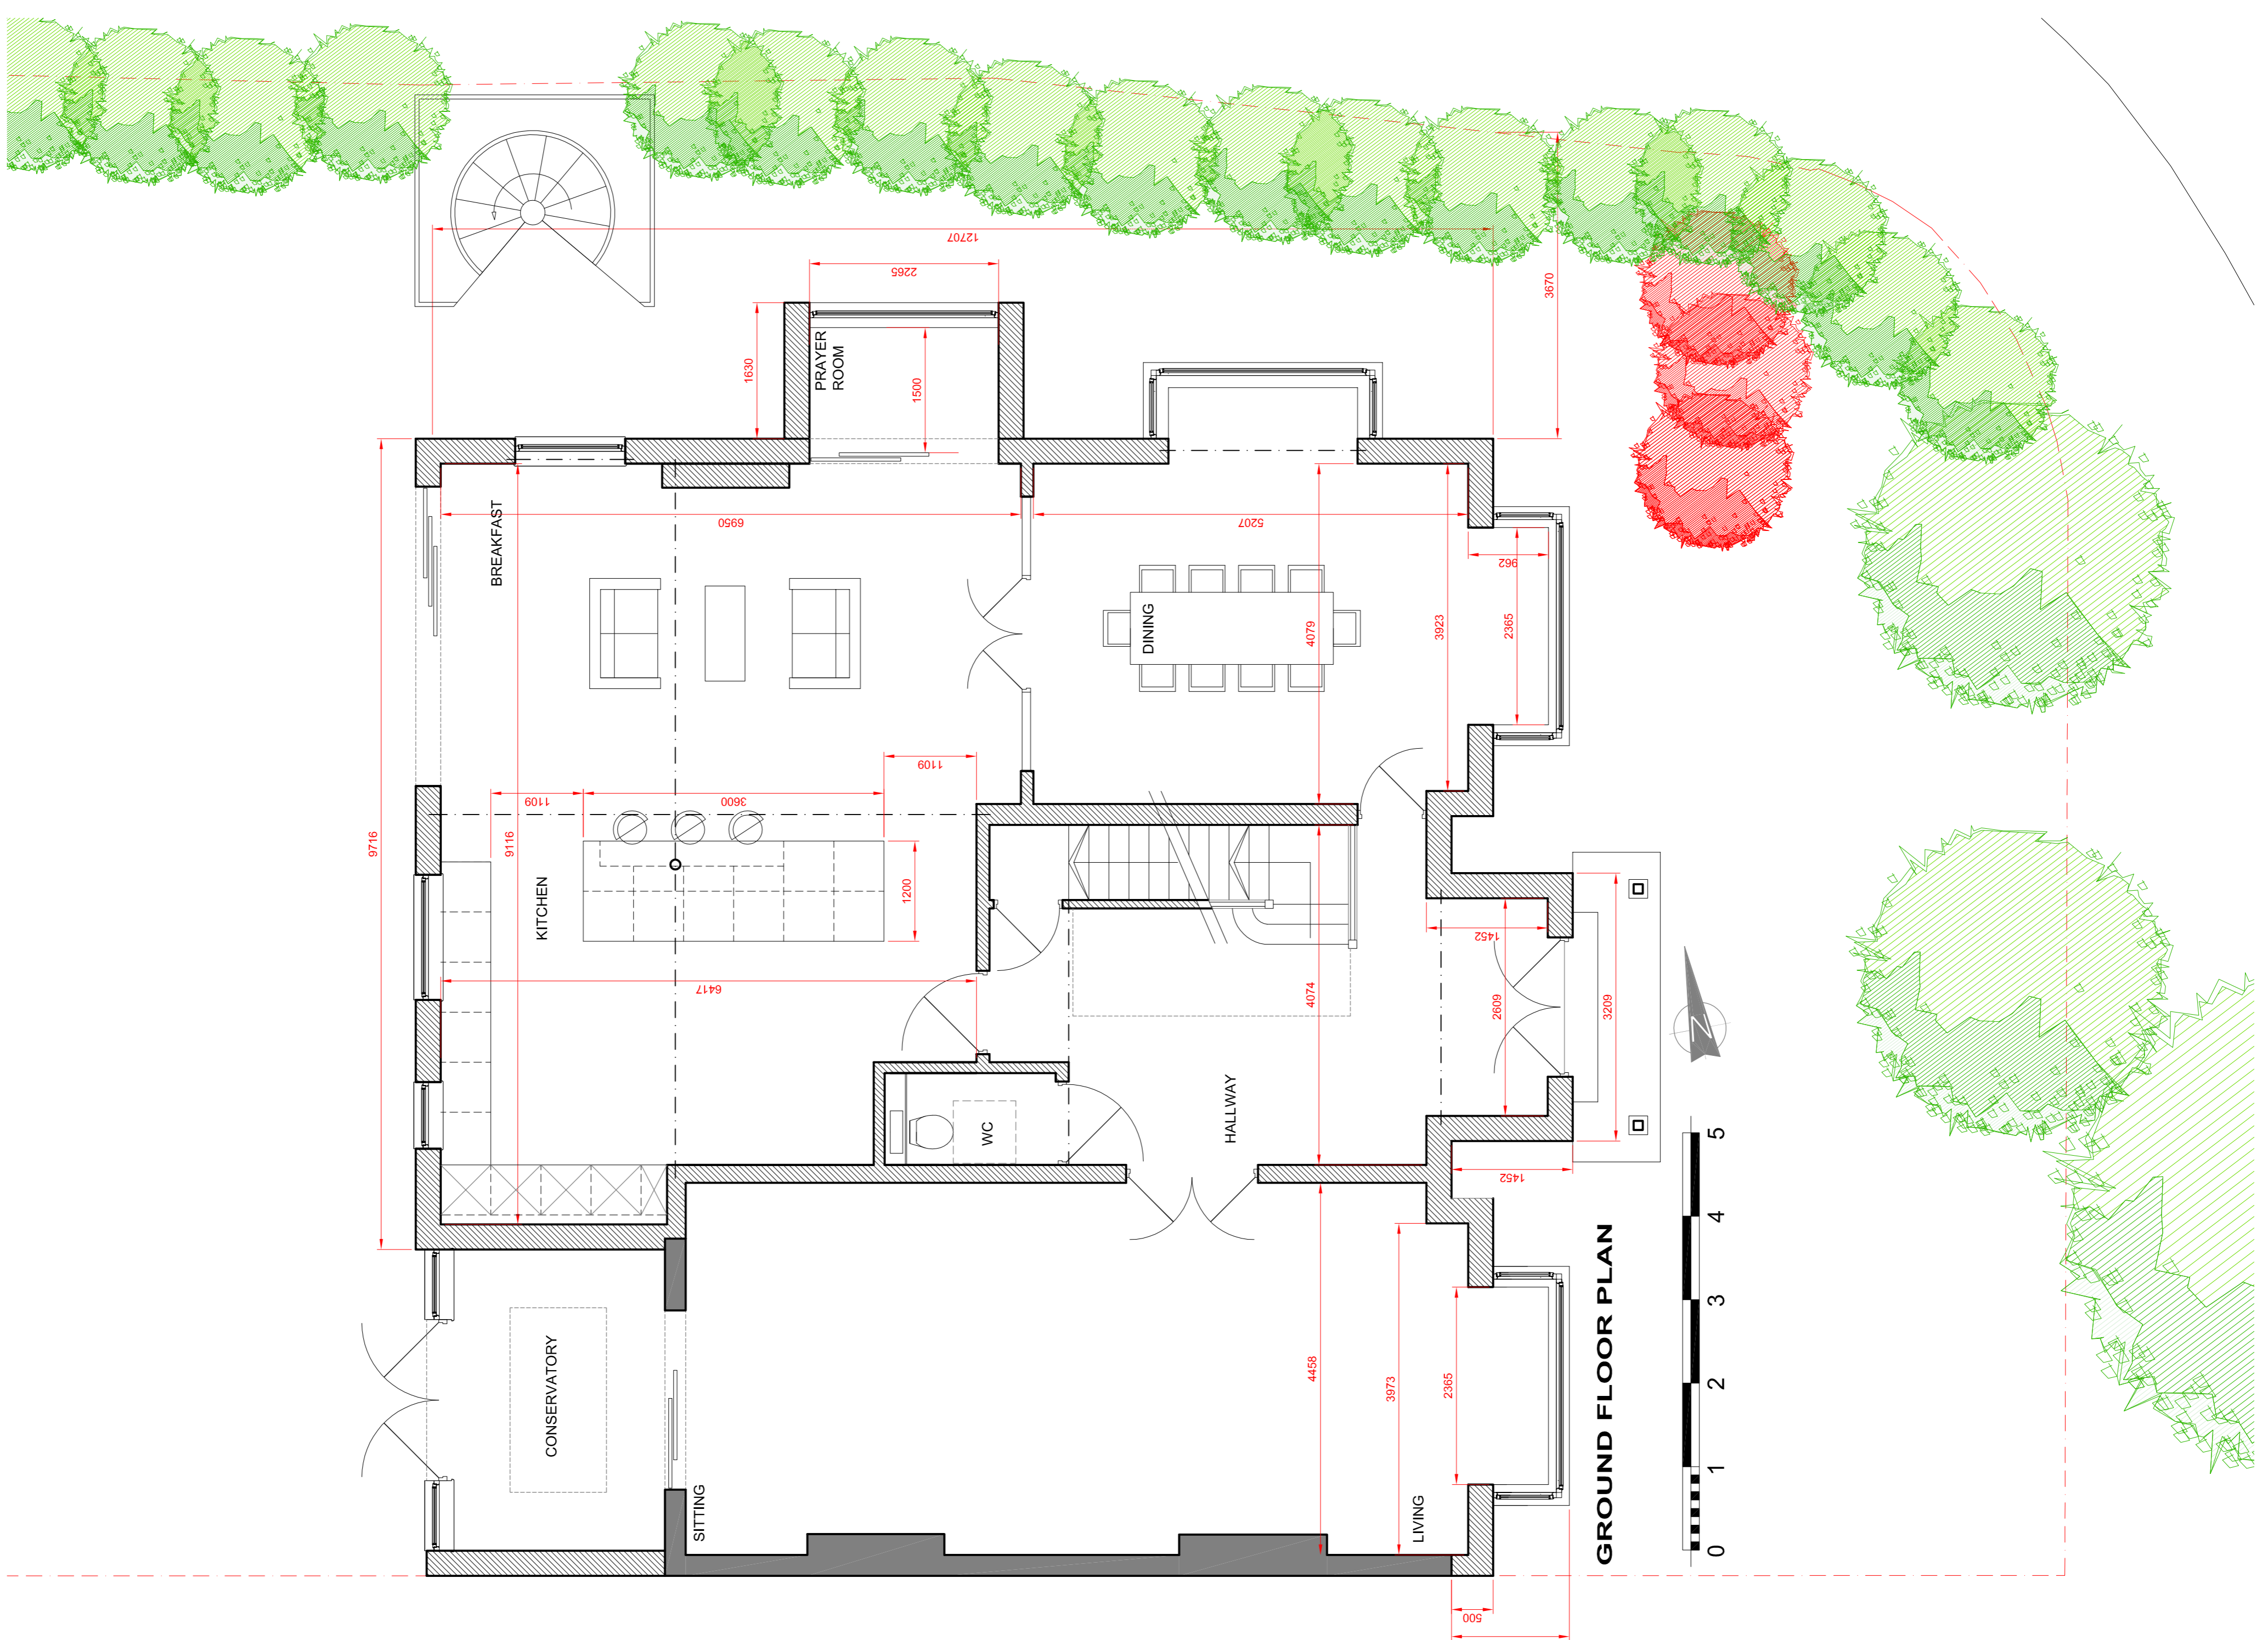 12707
2265
3670
1630
1500
PRAYER
ROOM
BREAKFAST
6950
5207
962
2365
3923
4079
DINING
1109
1109
3600
9716
9116
KITCHEN
1200
6417
4074
1452
2609
3209
N
WC
HALLWAY
1452
CONSERVATORY
SITTING
4458
3973
2365
LIVING
500
GROUND FLOOR PLAN
0 1 2 3 4 5